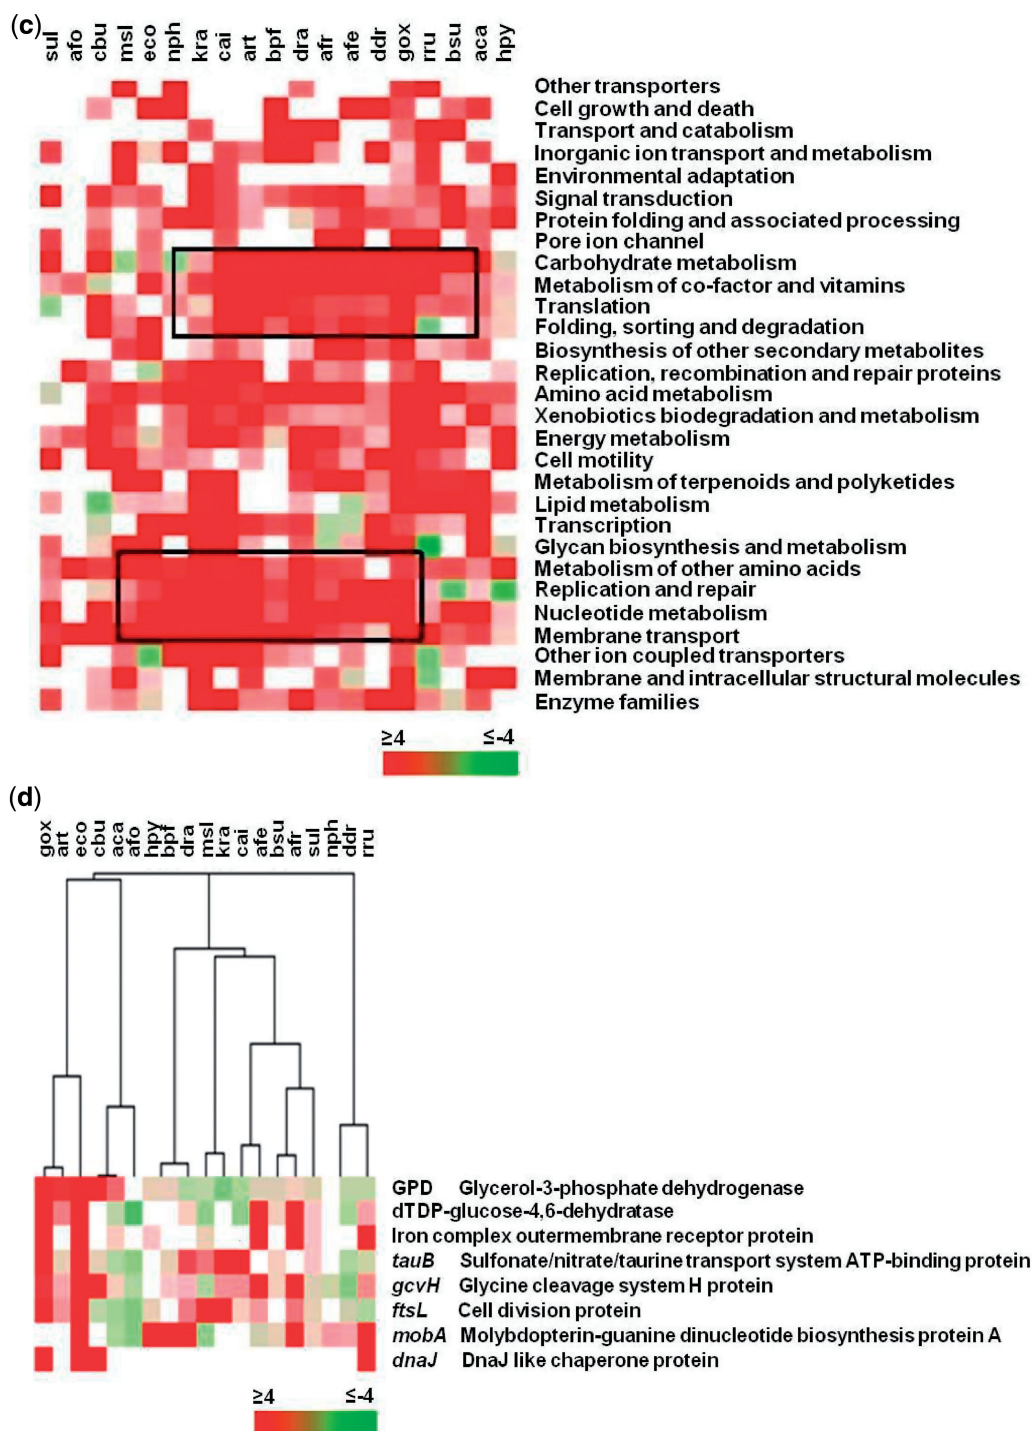 (c)
sul afo cbu msl eco nph kra cai art bpf dra afr afe ddr gox rru bsu aca hpy
Other transporters
Cell growth and death
Transport and catabolism
Inorganic ion transport and metabolism
Environmental adaptation
Signal transduction
Protein folding and associated processing
Pore ion channel
Carbohydrate metabolism
Metabolism of co-factor and vitamins
Translation
Folding, sorting and degradation
Biosynthesis of other secondary metabolites
Replication, recombination and repair proteins
Amino acid metabolism
Xenobiotics biodegradation and metabolism
Energy metabolism
Cell motility
Metabolism of terpenoids and polyketides
Lipid metabolism
Transcription
Glycan biosynthesis and metabolism
Metabolism of other amino acids
Replication and repair
Nucleotide metabolism
Membrane transport
Other ion coupled transporters
Membrane and intracellular structural molecules
Enzyme families
≥4 ≤-4
(d)
gox art eco cbu aca afo hpy bpf dra msl kra cai afe bsu afr sul nph ddr rru
GPD Glycerol-3-phosphate dehydrogenase
dTDP-glucose-4,6-dehydratase
Iron complex outermembrane receptor protein
tauB Sulfonate/nitrate/taurine transport system ATP-binding protein
gcvH Glycine cleavage system H protein
ftsL Cell division protein
mobA Molybdopterin-guanine dinucleotide biosynthesis protein A
dnaJ DnaJ like chaperone protein
≥4 ≤-4